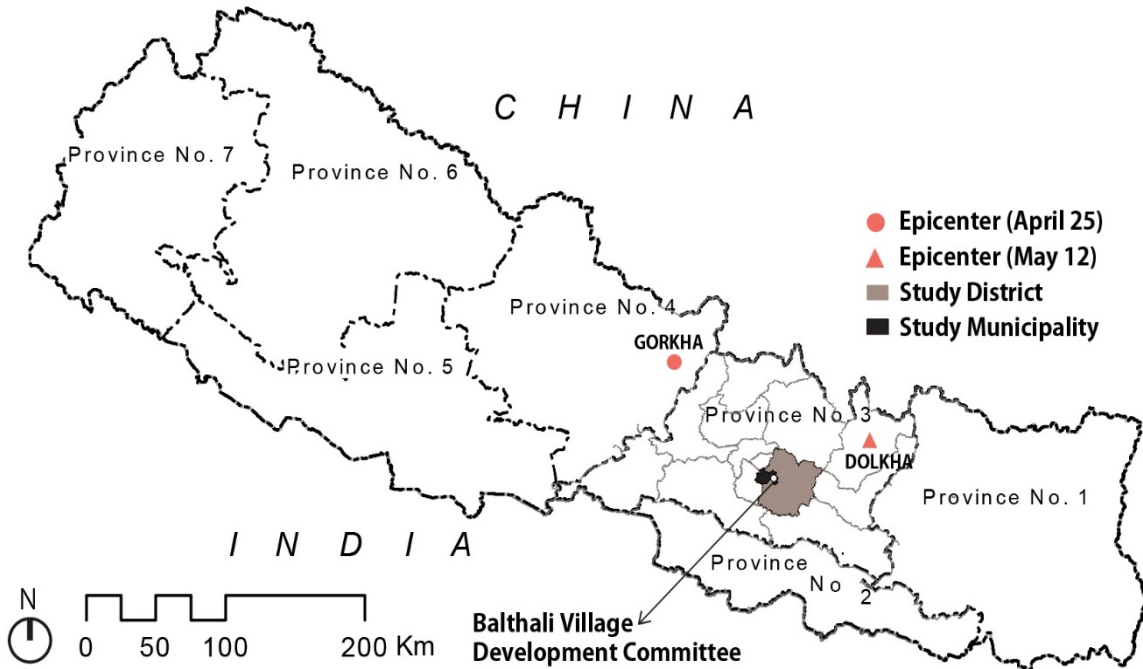 C H I N A
Province No. 7
Province No. 6
Epicenter (April 25)
Epicenter (May 12)
Study District
Study Municipality
Province No. 4
GORKHA
Province No. 5
Province No. 3
DOLKHA
Province No. 1
I N D I A
Province
No 2
N
0 50 100 200 Km
Balthali Village
Development Committee